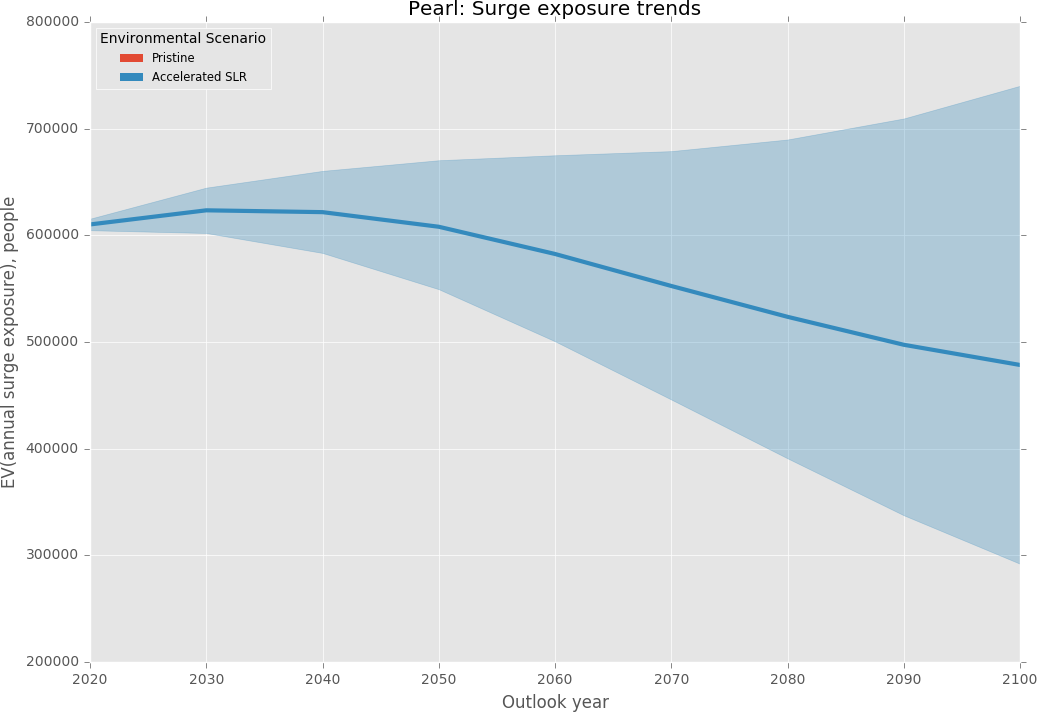 Pearl: Surge exposure trends
Environmental Scenario
Pristine
Accelerated SLR
EV(annual surge exposure), people
800000
700000
600000
500000
400000
300000
200000
2020 2030 2040 2050 2060 2070 2080 2090 2100
Outlook year